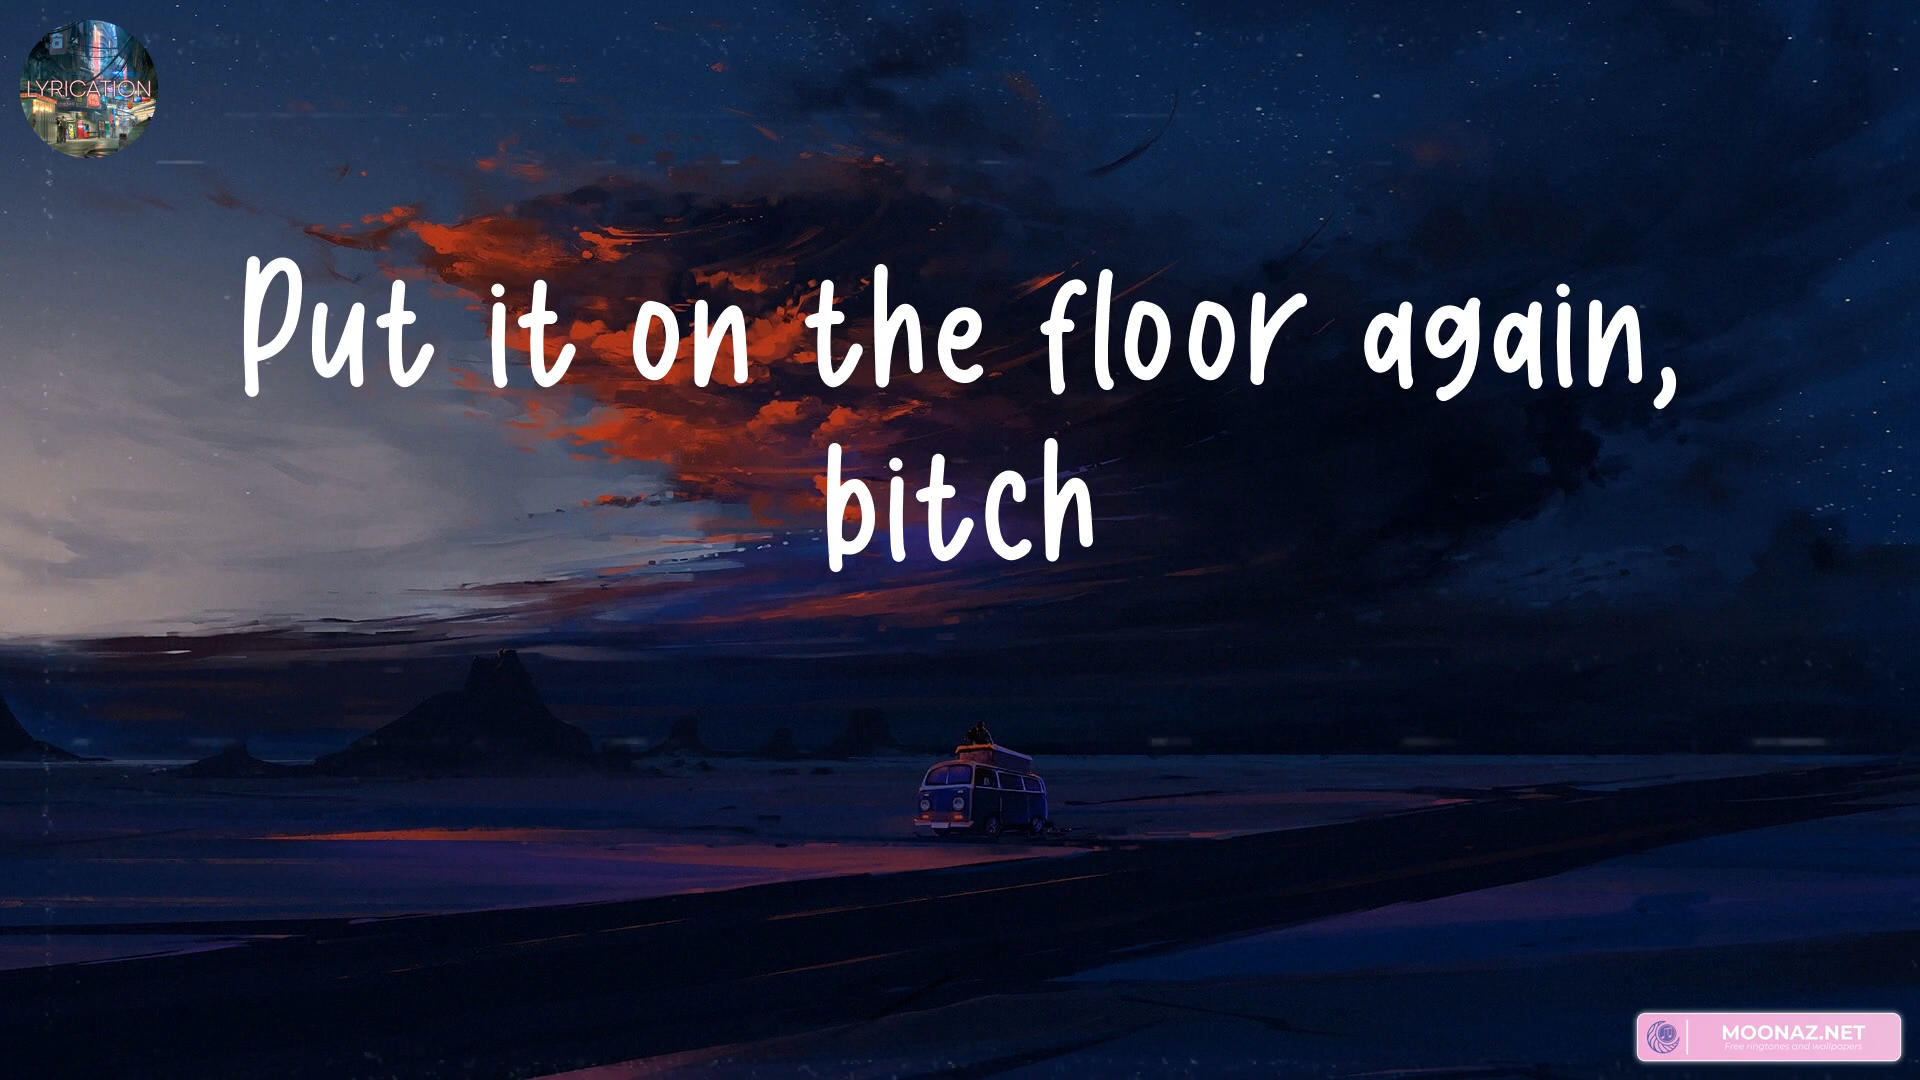 LYRICATION
Put it on the floor again,
bitch
MOONAZ.NET
Free ringtones and wallpapers